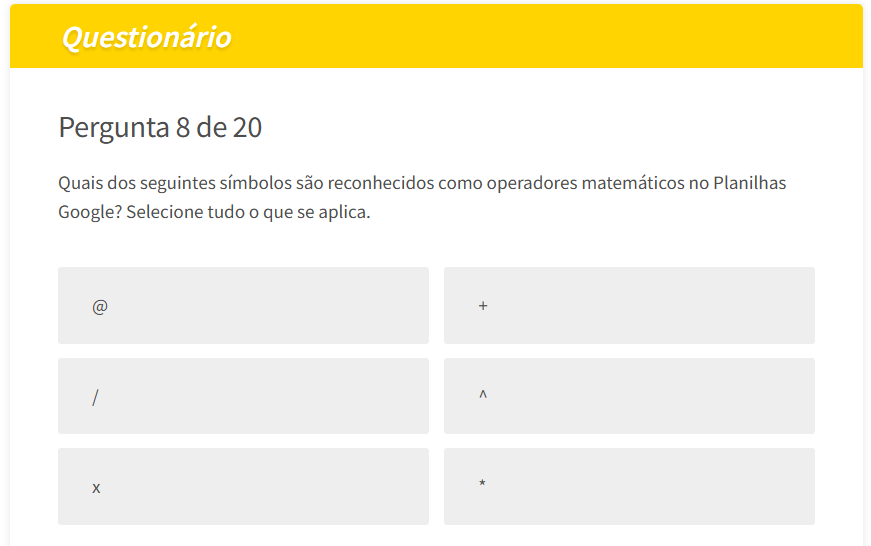 Questionário
Pergunta 8 de 20
Quais dos seguintes símbolos são reconhecidos como operadores matemáticos no Planilhas
Google? Selecione tudo o que se aplica.
@
+
/
^
x
*